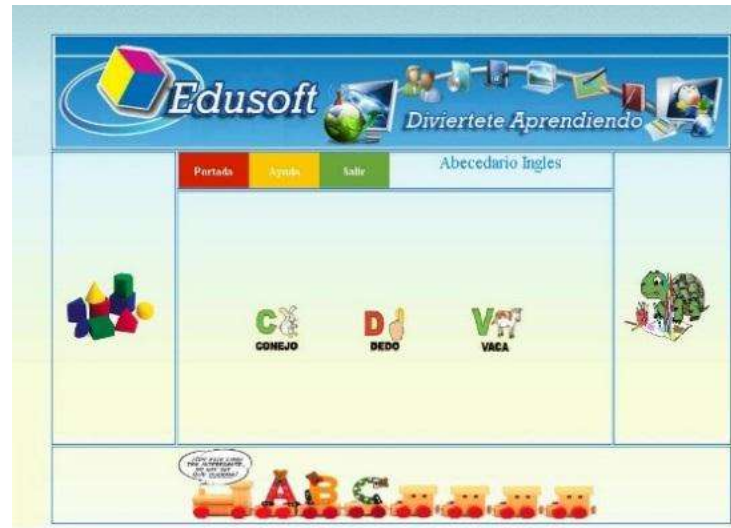 Edusoft
Diviertete Aprendiendo
Portada Ayuda Salir Abecedario Ingles
C D V
CONEJO DEDO VACA
A B C